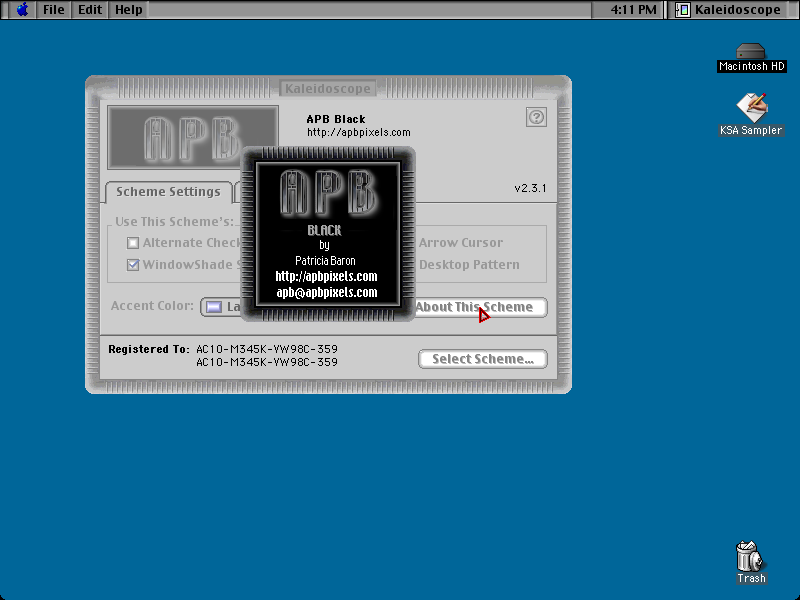 File Edit Help 4:11 PM Kaleidoscope
Macintosh HD
KSA Sampler
Kaleidoscope
APB
APB Black
http://apbpixels.com
?
v2.3.1
Scheme Settings
Use This Scheme's:
Alternate Check
Arrow Cursor
WindowShade S
Desktop Pattern
Accent Color: La
About This Scheme
APB
BLACK
by
Patricia Baron
http://apbpixels.com
apb@apbpixels.com
Registered To: AC10-M345K-VW98C-359
AC10-M345K-VW98C-359
Select Scheme...
Trash